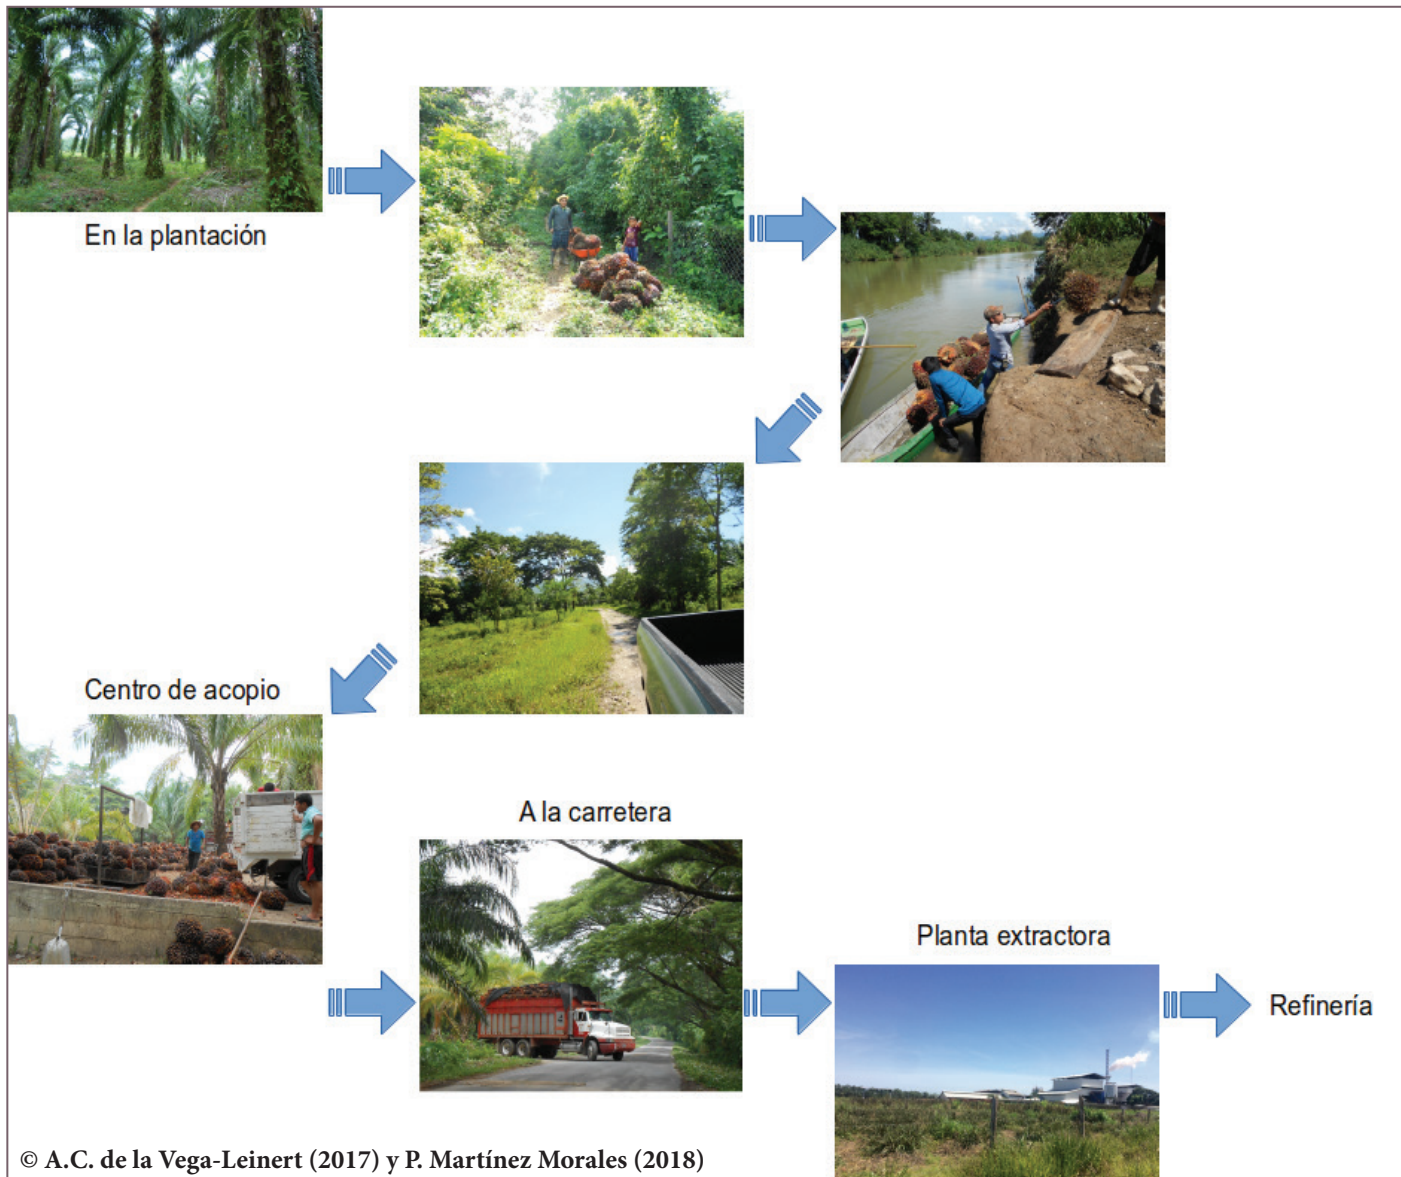 En la plantación
Centro de acopio
A la carretera
Planta extractora
Refinería
© A.C. de la Vega-Leinert (2017) y P. Martínez Morales (2018)